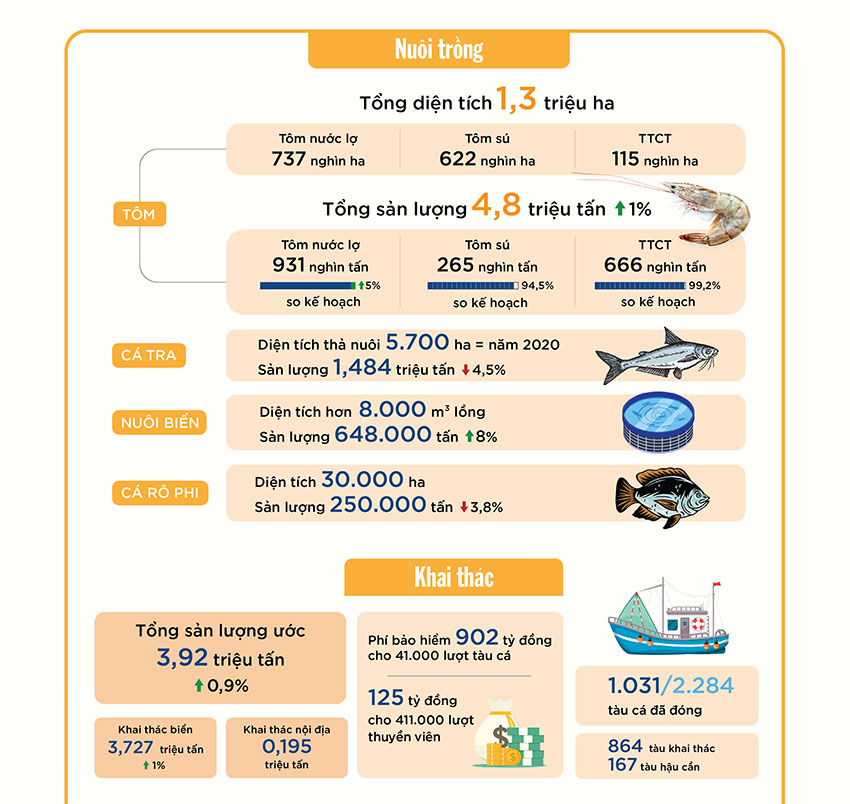 Nuôi trồng
Tổng diện tích 1,3 triệu ha
Tôm nước lợ
737 nghìn ha
Tôm sú
622 nghìn ha
TTCT
115 nghìn ha
TÔM
Tổng sản lượng 4,8 triệu tấn 1%
Tôm nước lợ
931 nghìn tấn
5%
so kế hoạch
Tôm sú
265 nghìn tấn
94,5%
so kế hoạch
TTCT
666 nghìn tấn
99,2%
so kế hoạch
CÁ TRA
Diện tích thả nuôi 5.700 ha = năm 2020
Sản lượng 1,484 triệu tấn 4,5%
NUÔI BIỂN
Diện tích hơn 8.000 m³ lồng
Sản lượng 648.000 tấn 8%
CÁ RÔ PHI
Diện tích 30.000 ha
Sản lượng 250.000 tấn 3,8%
Khai thác
Tổng sản lượng ước
3,92 triệu tấn
0,9%
Khai thác biển
3,727 triệu tấn
1%
Khai thác nội địa
0,195
triệu tấn
Phí bảo hiểm 902 tỷ đồng
cho 41.000 lượt tàu cá
125 tỷ đồng
cho 411.000 lượt
thuyền viên
$
$
1.031/2.284
tàu cá đã đóng
864 tàu khai thác
167 tàu hậu cần